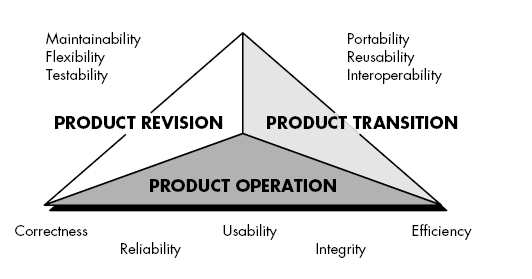 Maintainability
Flexibility
Testability
Portability
Reusability
Interoperability
PRODUCT REVISION
PRODUCT TRANSITION
PRODUCT OPERATION
Correctness
Usability
Efficiency
Reliability
Integrity